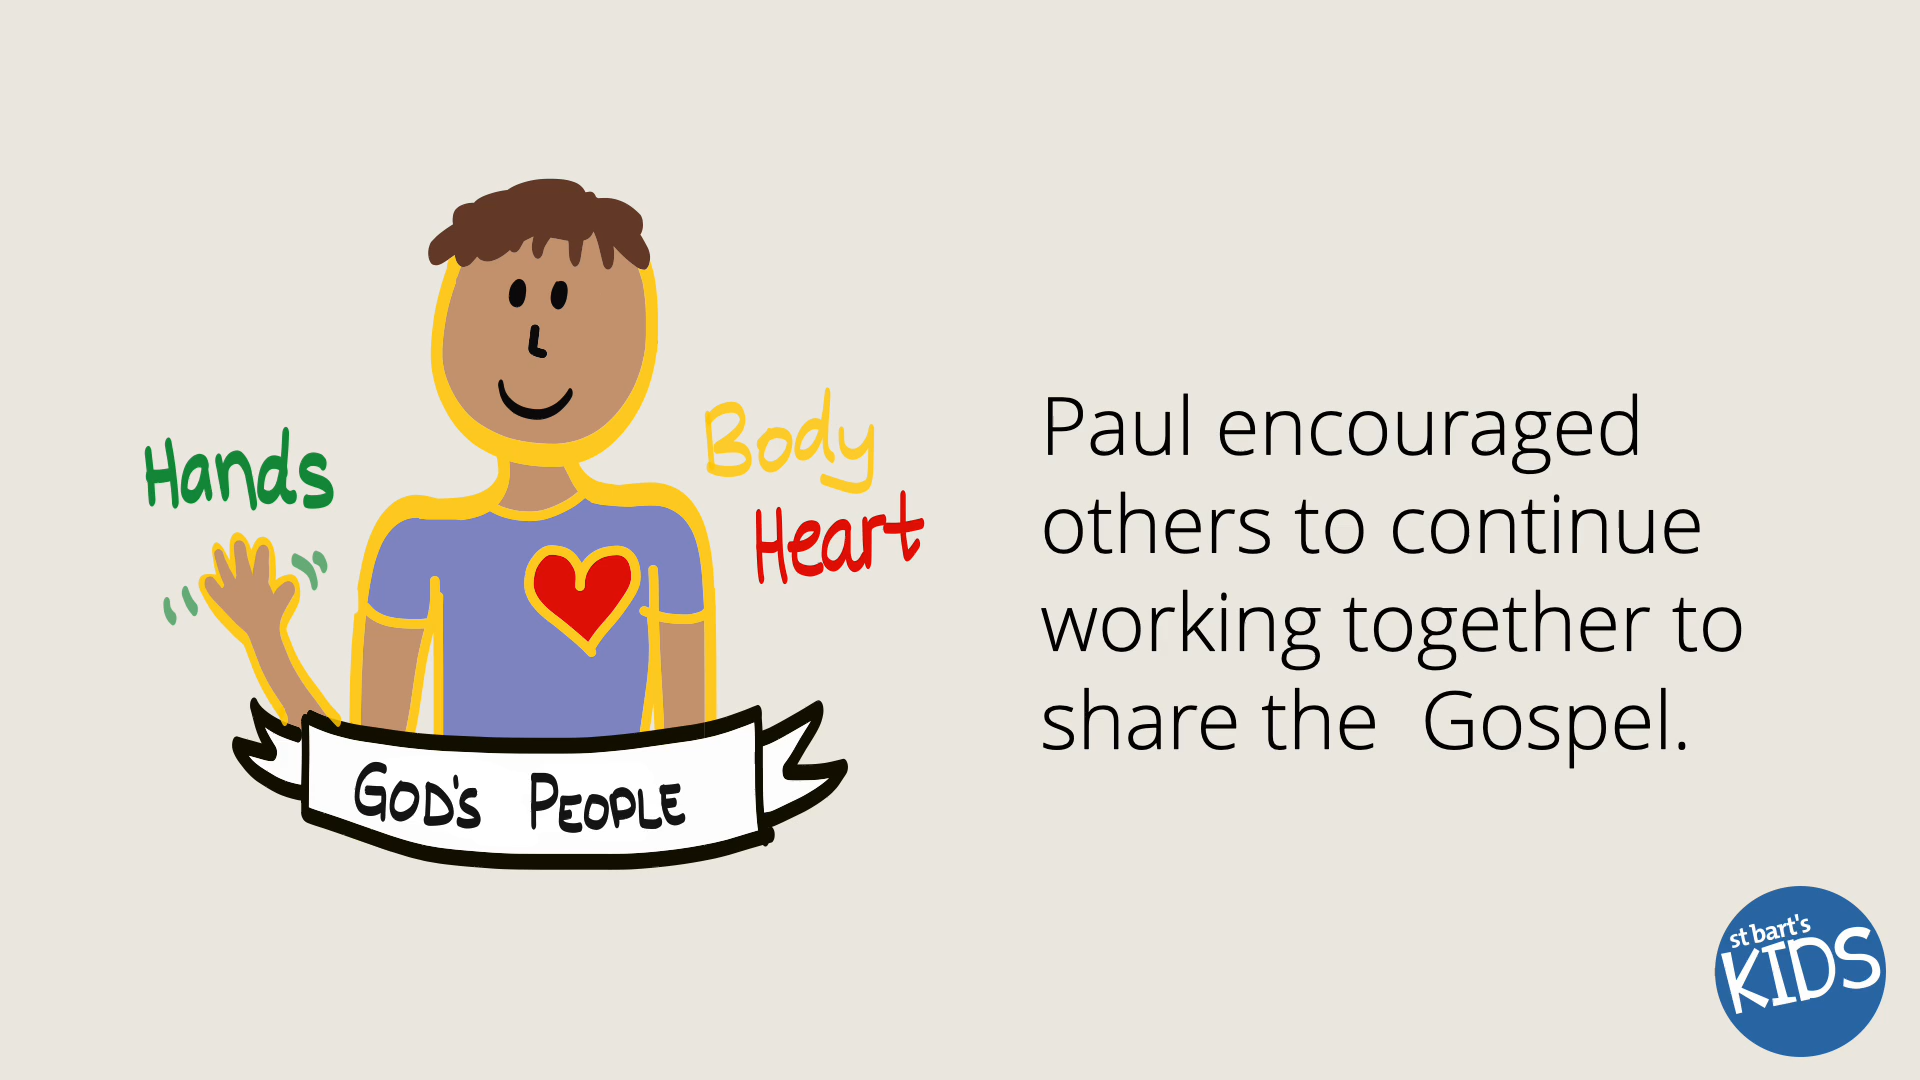 Hands
Body
Heart
GOD'S PEOPLE
Paul encouraged
others to continue
working together to
share the  Gospel.
st bart's
KIDS